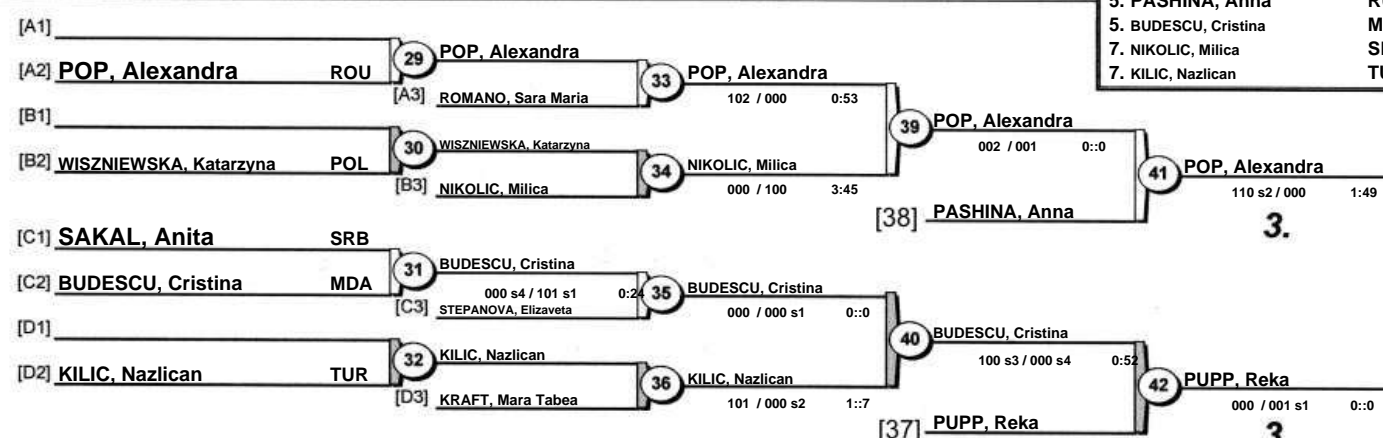 5. PASHINA, Anna
5. BUDESCU, Cristina
7. NIKOLIC, Milica
7. KILIC, Nazlican
[A1]
[A2] POP, Alexandra ROU
29
POP, Alexandra
[A3] ROMANO, Sara Maria
33
POP, Alexandra
102 / 000 0:53
[B1]
[B2] WISZNIEWSKA, Katarzyna POL
30
WISZNIEWSKA, Katarzyna
[B3] NIKOLIC, Milica
34
NIKOLIC, Milica
000 / 100 3:45
39
POP, Alexandra
002 / 001 0::0
[38] PASHINA, Anna
41
POP, Alexandra
110 s2 / 000 1:49
3.
[C1] SAKAL, Anita SRB
[C2] BUDESCU, Cristina MDA
31
BUDESCU, Cristina
000 s4 / 101 s1 0:24
[C3] STEPANOVA, Elizaveta
35
BUDESCU, Cristina
000 / 000 s1 0::0
[D1]
[D2] KILIC, Nazlican TUR
32
KILIC, Nazlican
[D3] KRAFT, Mara Tabea
36
KILIC, Nazlican
101 / 000 s2 1::7
40
BUDESCU, Cristina
100 s3 / 000 s4 0:52
[37] PUPP, Reka
42
PUPP, Reka
000 / 001 s1 0::0
3.